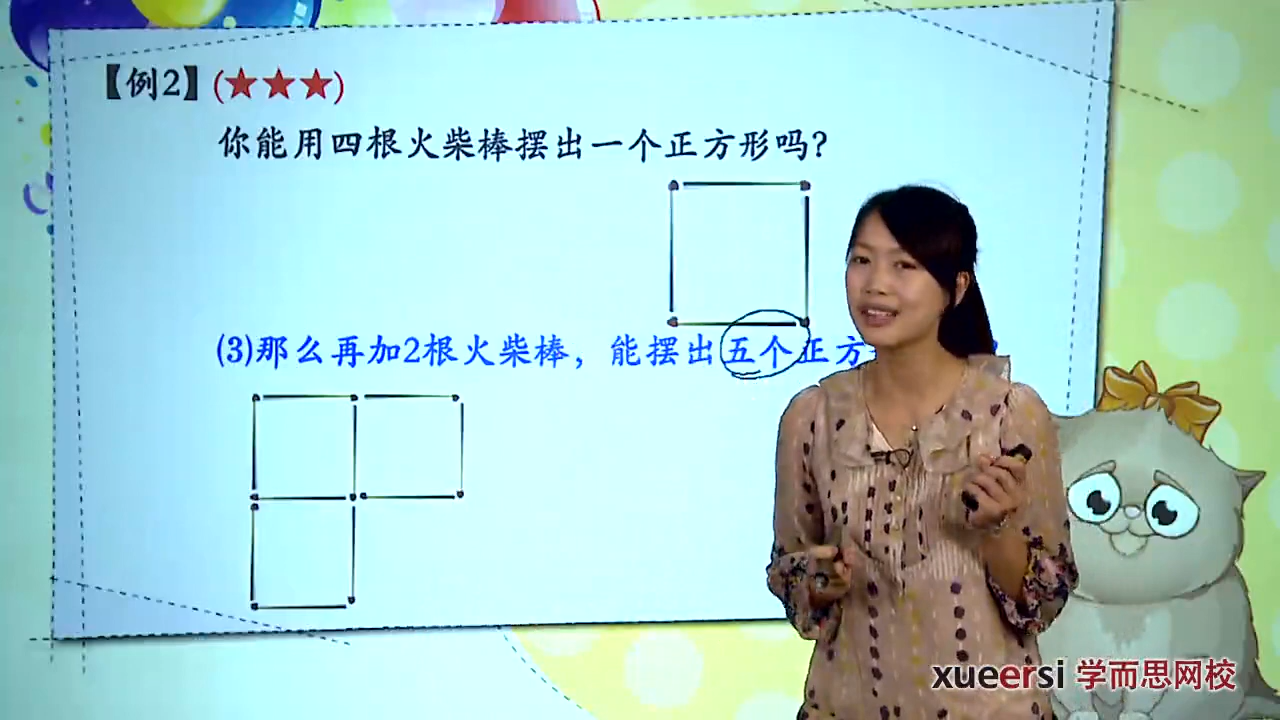 【例2】(★★★)
你能用四根火柴棒摆出一个正方形吗?
(3)那么再加2根火柴棒，能摆出五个正方
xueersi 学而思网校